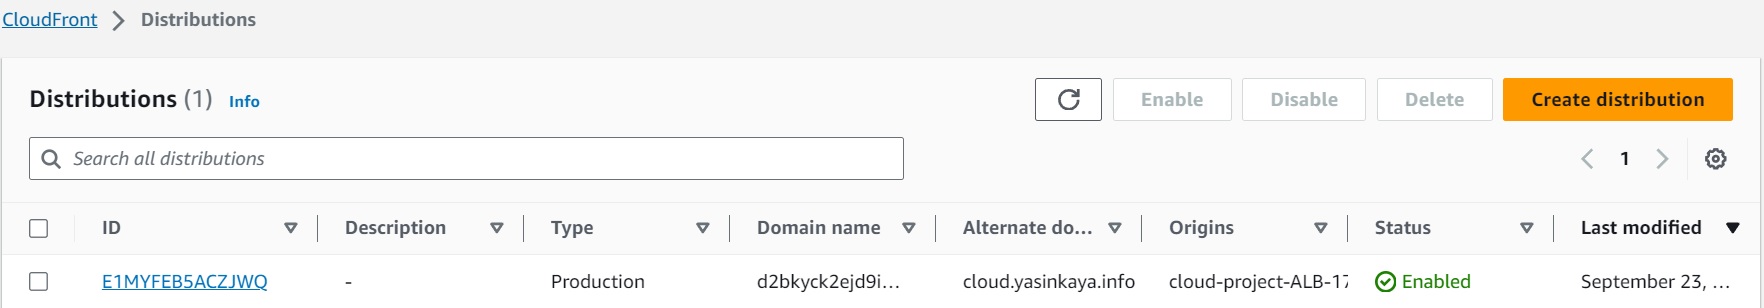 CloudFront > Distributions
Distributions (1) Info
Enable Disable Delete Create distribution
Search all distributions
1
ID Description Type Domain name Alternate do... Origins Status Last modified
E1MYFEB5ACZJWQ - Production d2bkyck2ejd9i... cloud.yasinkaya.info cloud-project-ALB-17 Enabled September 23, ...